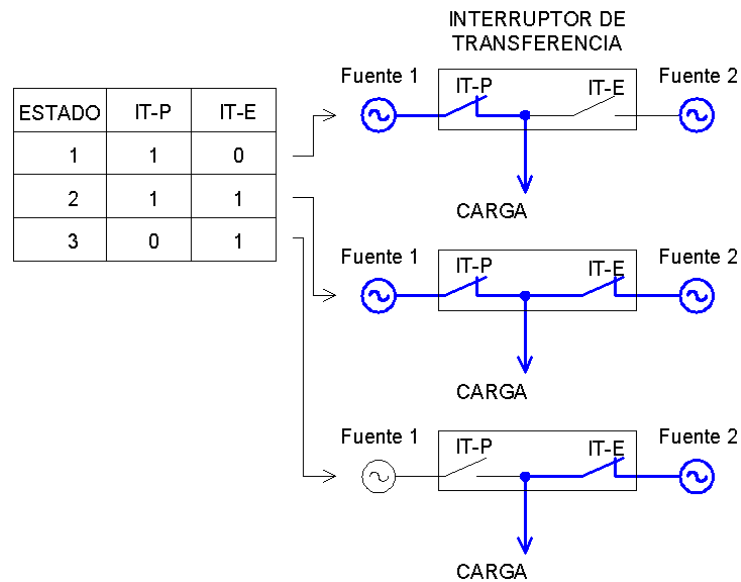 INTERRUPTOR DE
TRANSFERENCIA
ESTADO IT-P IT-E
1 1 0
2 1 1
3 0 1
Fuente 1 IT-P IT-E Fuente 2
CARGA
Fuente 1 IT-P IT-E Fuente 2
CARGA
Fuente 1 IT-P IT-E Fuente 2
CARGA